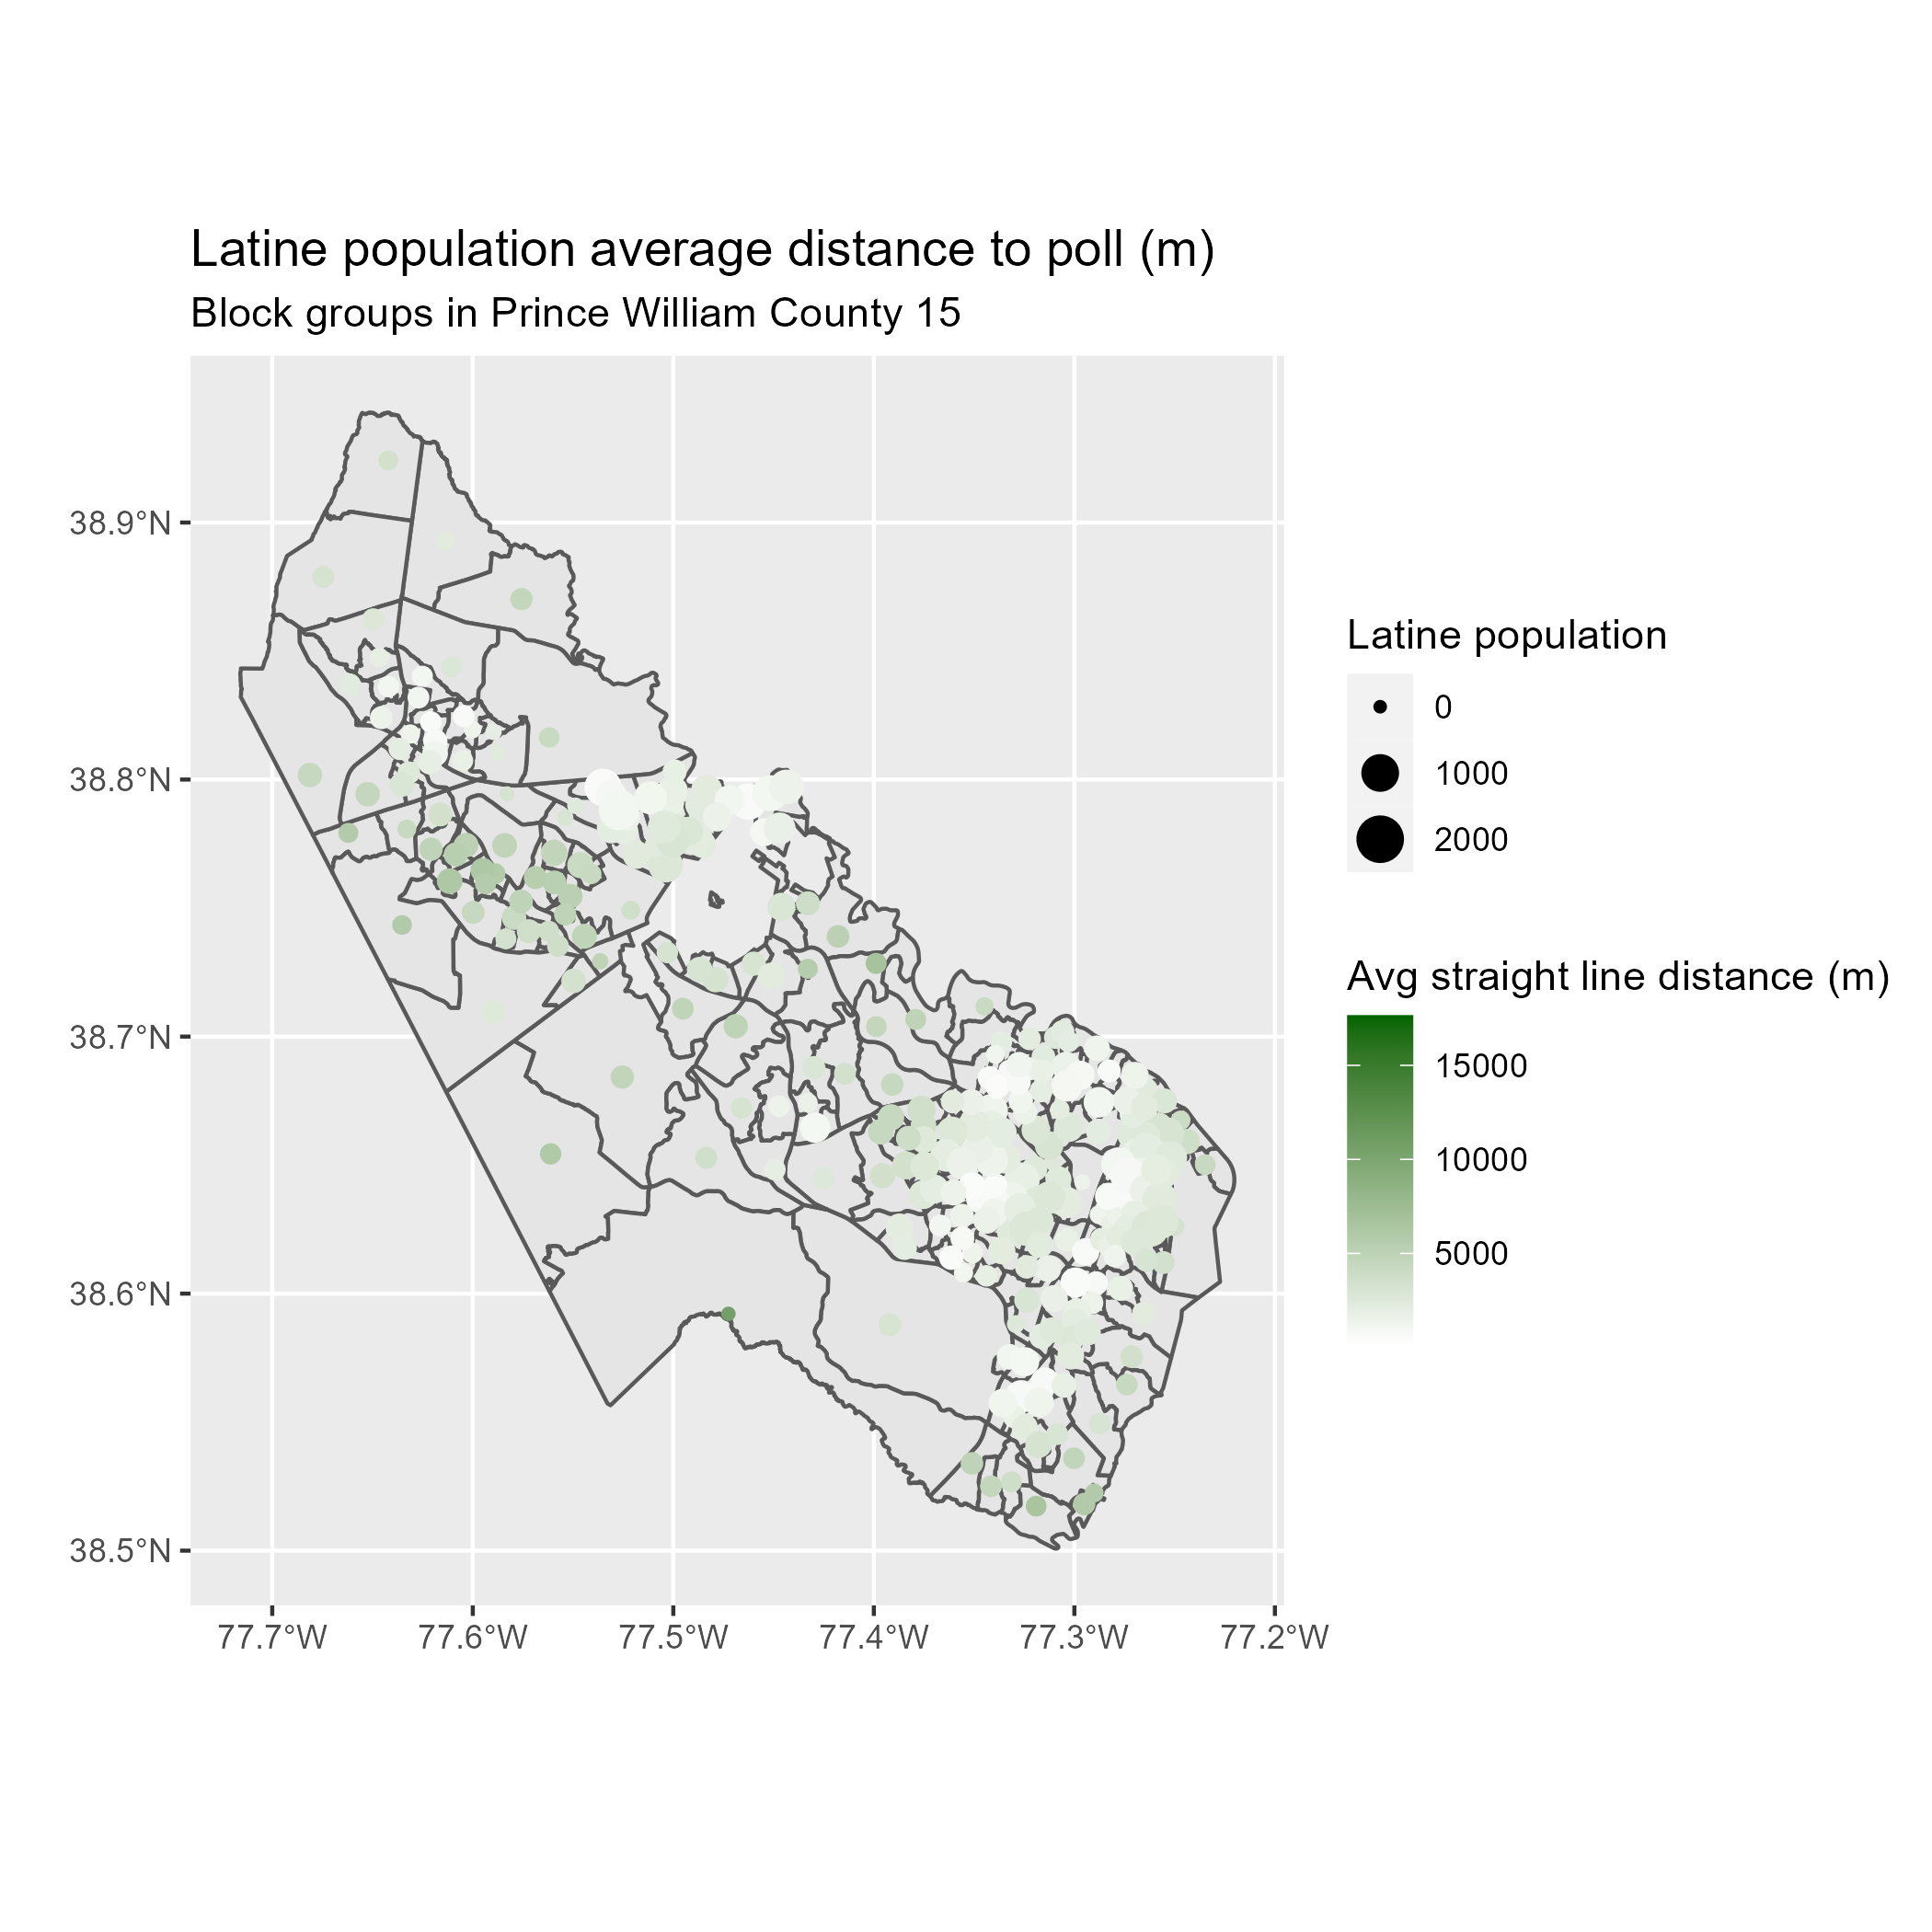 Latine population average distance to poll (m)
Block groups in Prince William County 15
38.9°N
38.8°N
38.7°N
38.6°N
38.5°N
77.7°W
77.6°W
77.5°W
77.4°W
77.3°W
77.2°W
Latine population
0
1000
2000
Avg straight line distance (m)
15000
10000
5000